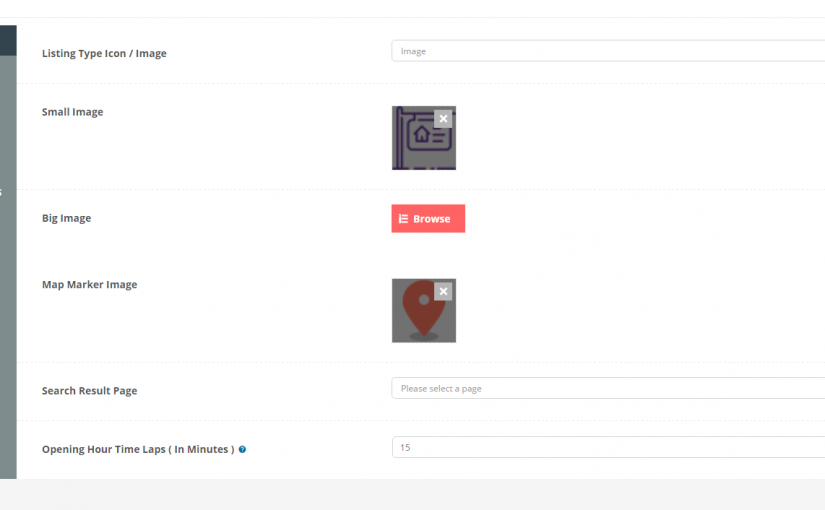 Listing Type Icon / Image
Image
Small Image
Big Image
Browse
Map Marker Image
Search Result Page
Please select a page
Opening Hour Time Laps ( In Minutes )
15